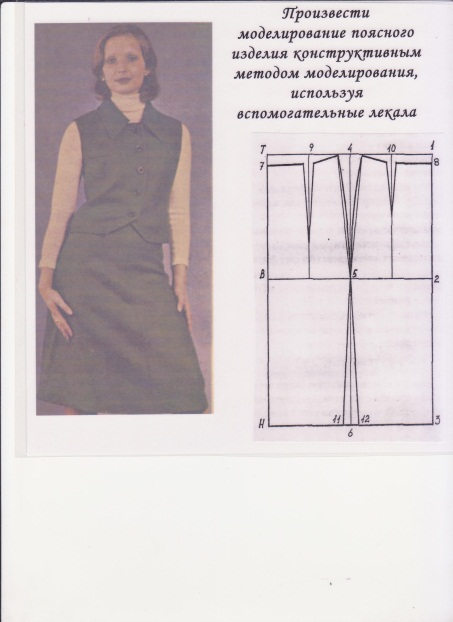 Произвести
моделирование поясного
изделия конструктивным
методом моделирования,
используя
вспомогательные лекала
Т 9 4 10 1
7 8
В 5 2
Н 11 12 3
6